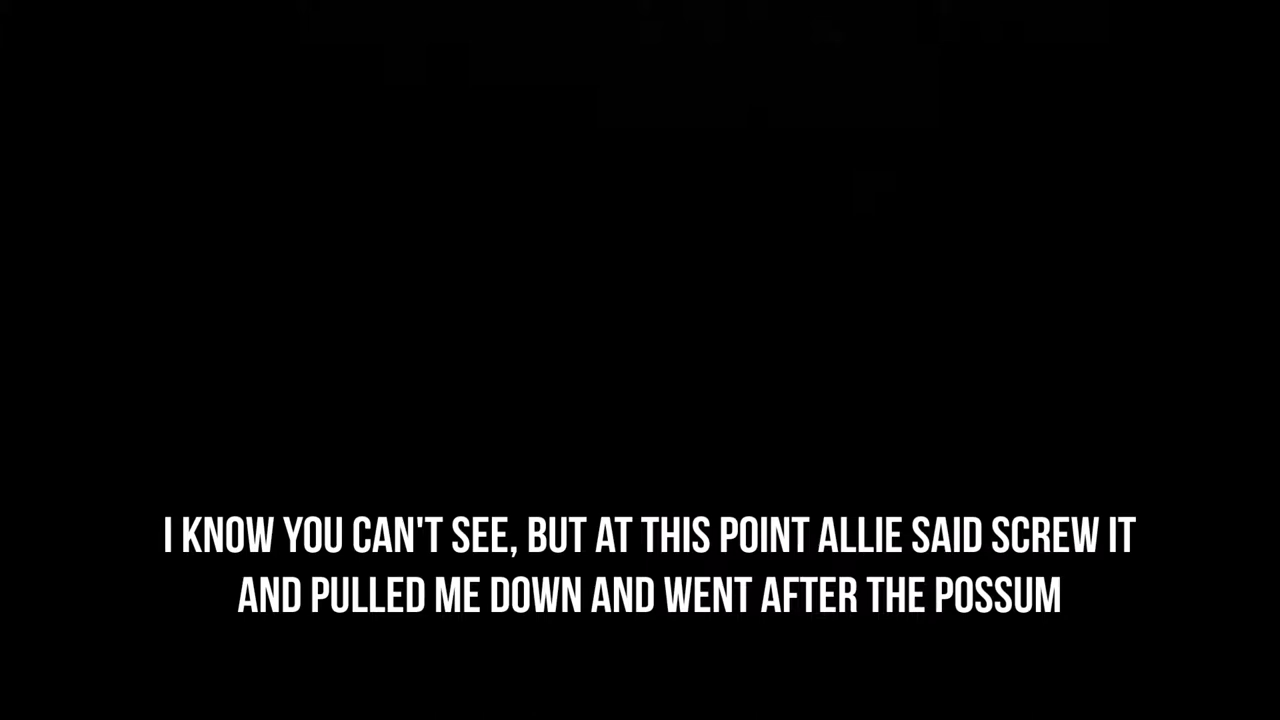 I KNOW YOU CAN'T SEE, BUT AT THIS POINT ALLIE SAID SCREW IT
AND PULLED ME DOWN AND WENT AFTER THE POSSUM